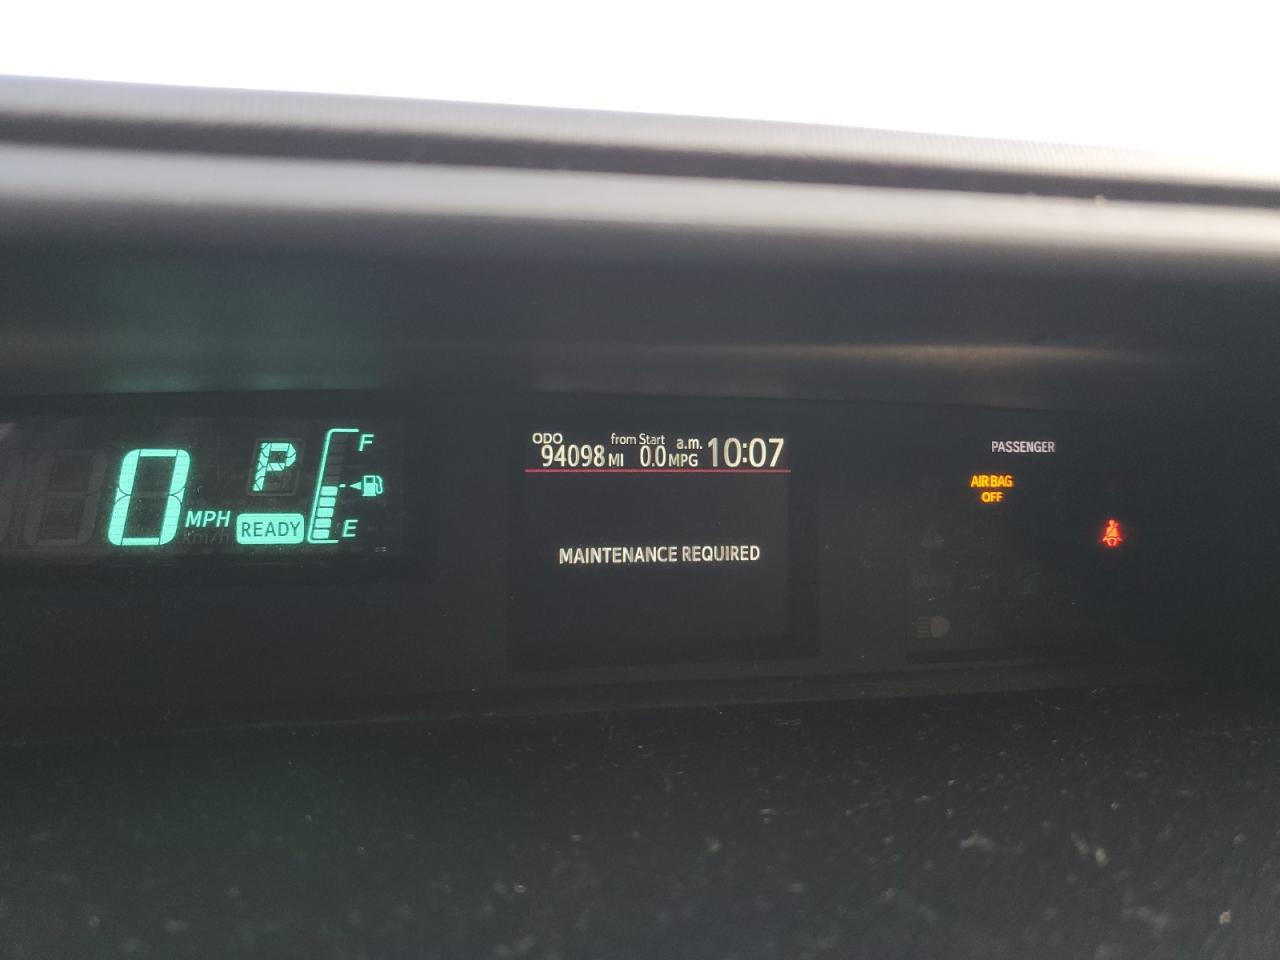 0 MPH
km/h
P
READY
F
E
ODO from Start a.m.
94098 MI 0.0 MPG 10:07
MAINTENANCE REQUIRED
PASSENGER
AIR BAG
OFF